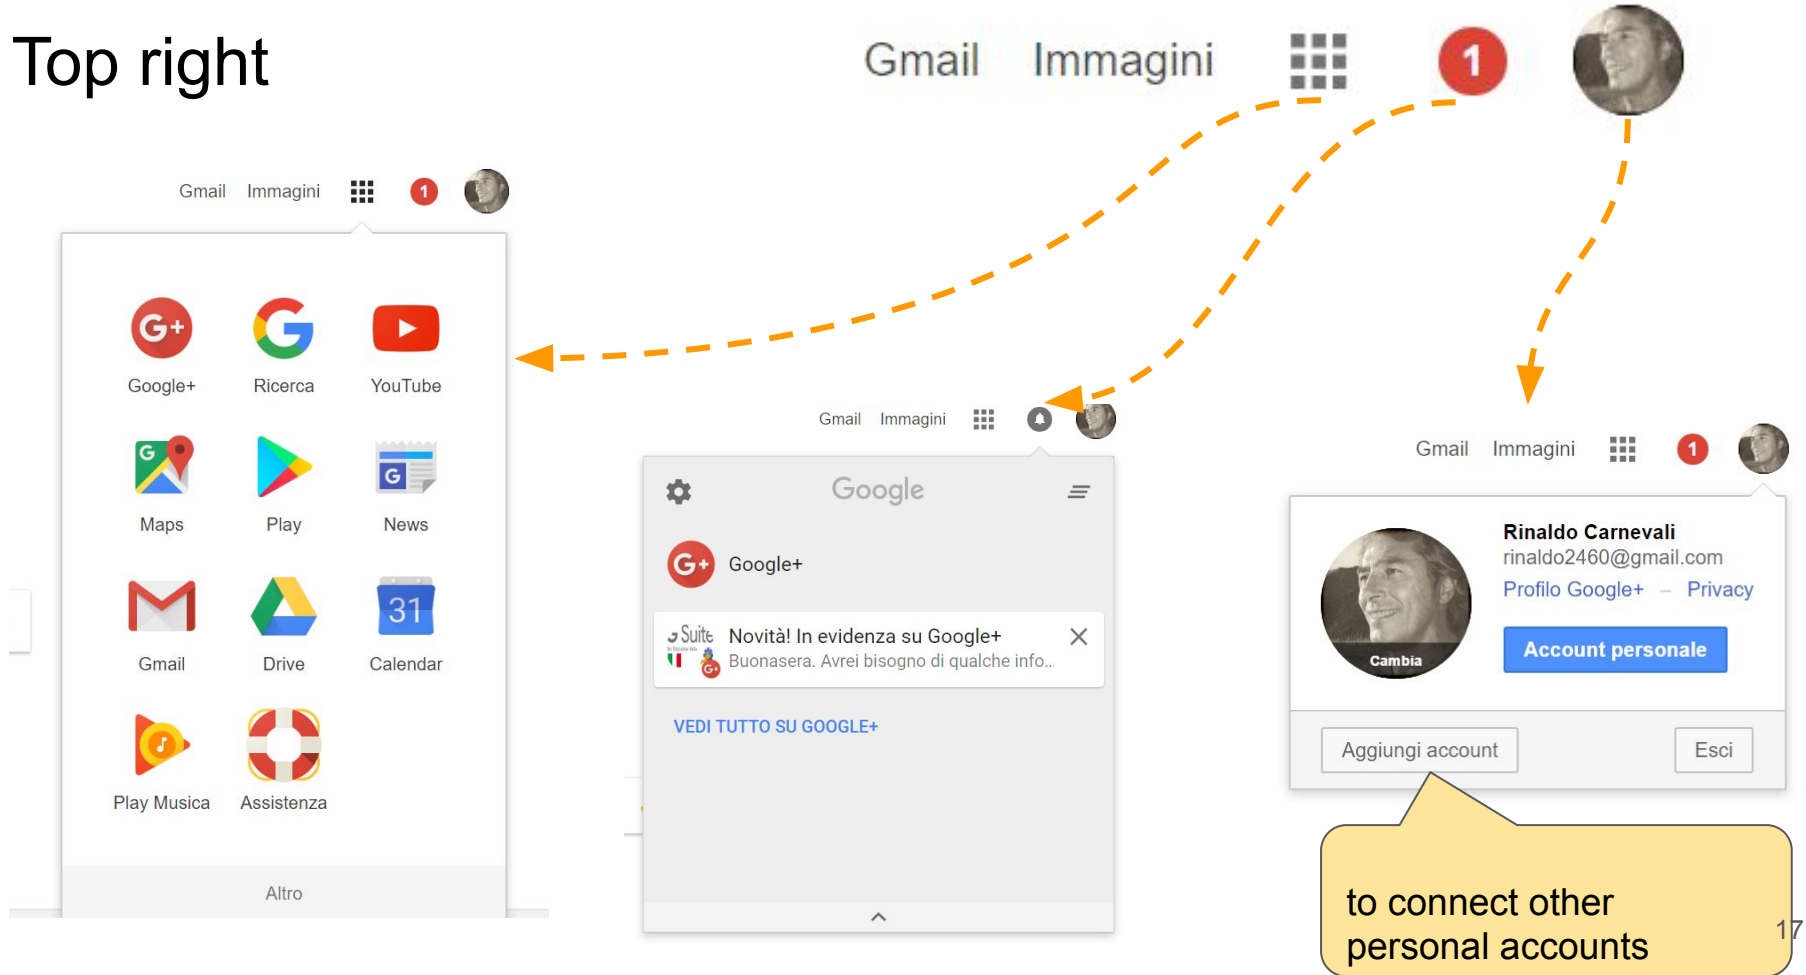 Top right
Gmail Immagini 1
Gmail Immagini 1
G+
Google+ Ricerca YouTube
G G
Maps Play News
31
Gmail Drive Calendar
Play Musica Assistenza
Altro
Gmail Immagini
Google
G+ Google+
Suite Novità! In evidenza su Google+
G+ Buonasera. Avrei bisogno di qualche info...
VEDI TUTTO SU GOOGLE+
Gmail Immagini 1
Rinaldo Carnevali
rinaldo2460@gmail.com
Profilo Google+ – Privacy
Account personale
Cambia
Aggiungi account Esci
to connect other
personal accounts
17